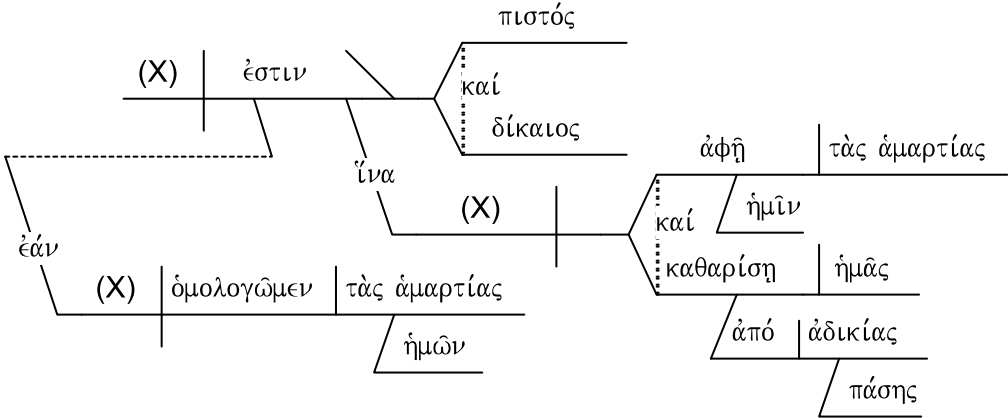 πιστός
(X) ἐστιν
καί
δίκαιος
ἀφῇ τὰς ἁμαρτίας
ἵνα
(X)
ἡμῖν
καί
ἐάν
καθαρίσῃ ἡμᾶς
(X) ὁμολογῶμεν τὰς ἁμαρτίας
ἀπό ἀδικίας
ἡμῶν
πάσης